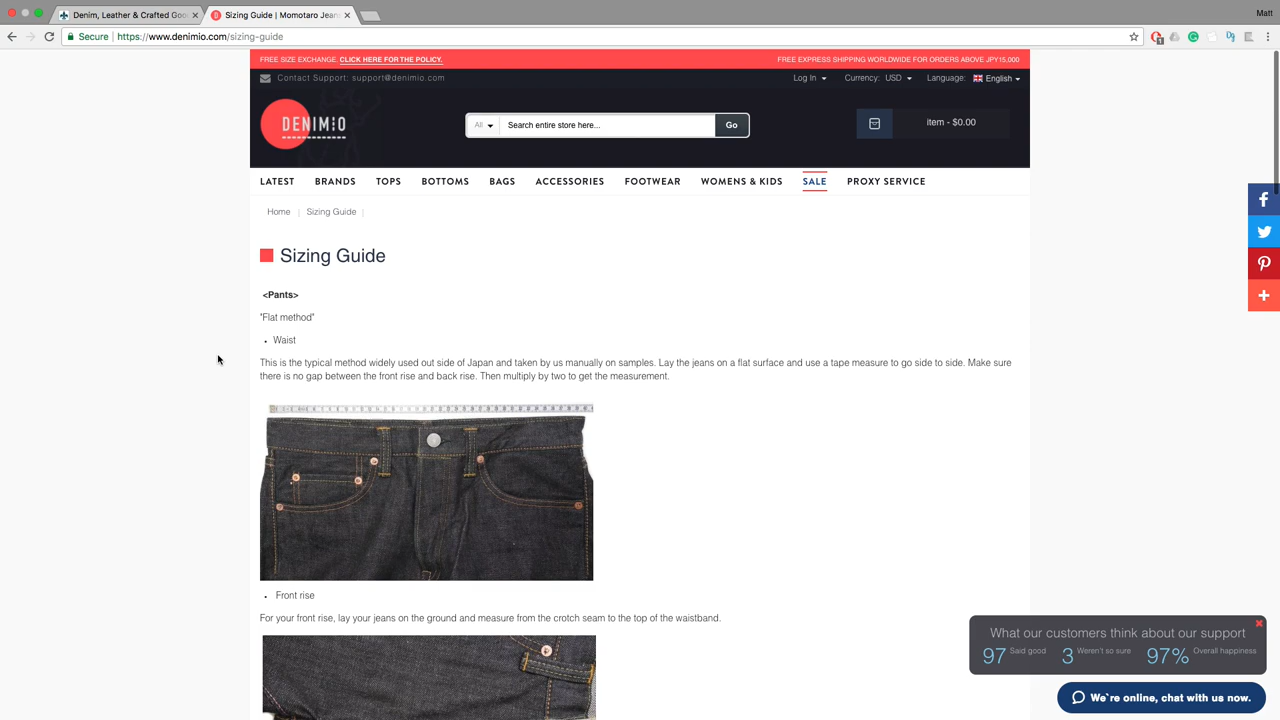 Denim, Leather & Crafted Goo
Sizing Guide | Momotaro Jean
Matt
Secure | https://www.denimio.com/sizing-guide
FREE SIZE EXCHANGE. CLICK HERE FOR THE POLICY.
FREE EXPRESS SHIPPING WORLDWIDE FOR ORDERS ABOVE JPY15,000
Contact Support: support@denimio.com
Log In
Currency: USD
Language: English
DENIMIO
All
Search entire store here...
Go
item - $0.00
LATEST BRANDS TOPS BOTTOMS BAGS ACCESSORIES FOOTWEAR WOMENS & KIDS SALE PROXY SERVICE
Home | Sizing Guide |
Sizing Guide
<Pants>
"Flat method"
• Waist
This is the typical method widely used out side of Japan and taken by us manually on samples. Lay the jeans on a flat surface and use a tape measure to go side to side. Make sure
there is no gap between the front rise and back rise. Then multiply by two to get the measurement.
• Front rise
For your front rise, lay your jeans on the ground and measure from the crotch seam to the top of the waistband.
What our customers think about our support
97 Said good 3 Weren't so sure 97% Overall happiness
We're online, chat with us now.